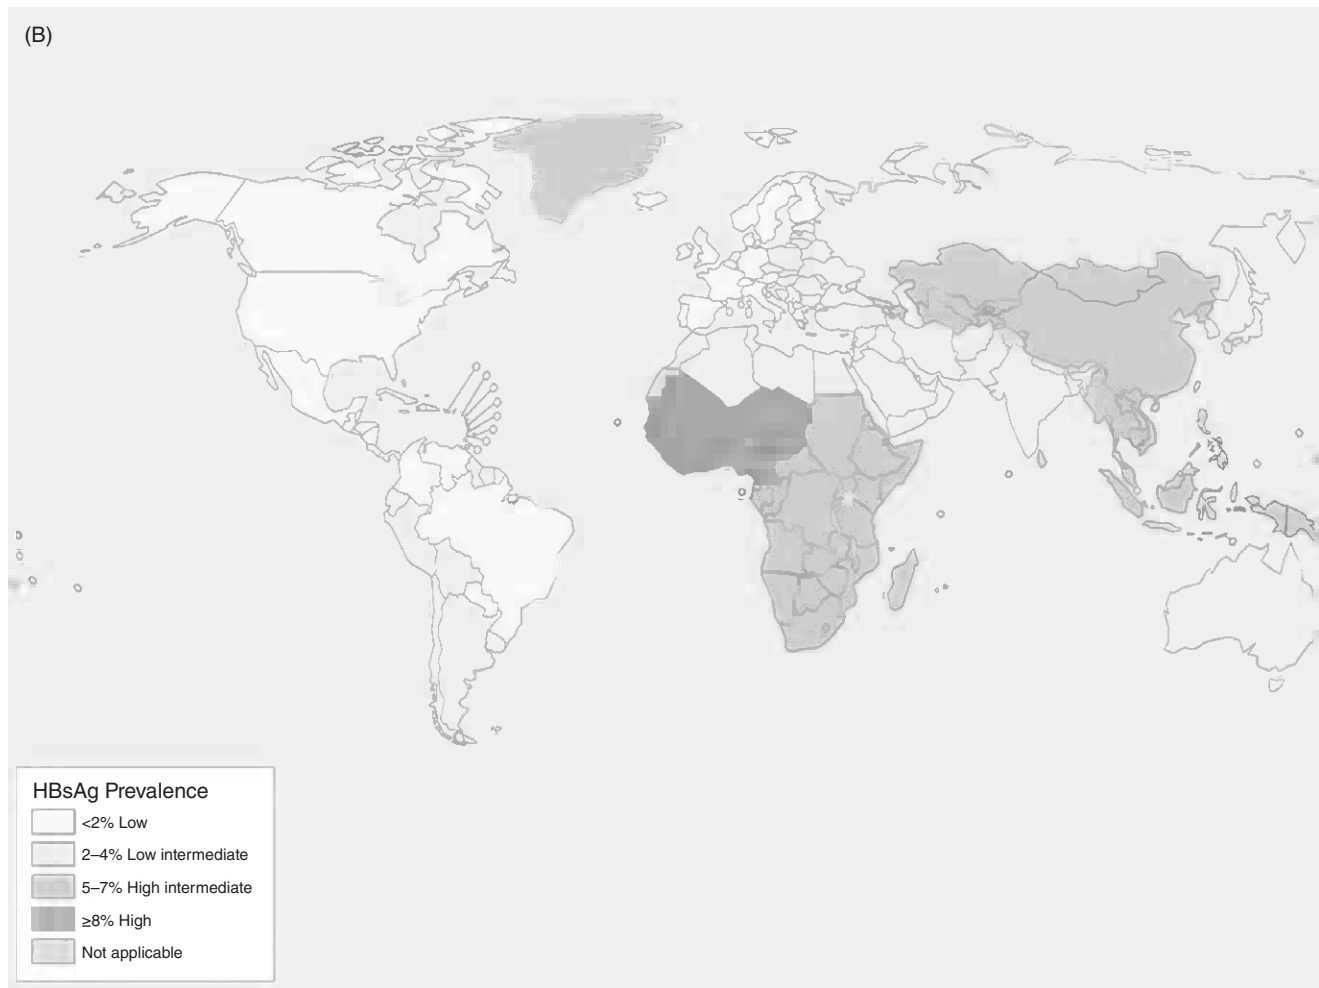 (B)
HBsAg Prevalence
<2% Low
2–4% Low intermediate
5–7% High intermediate
≥8% High
Not applicable